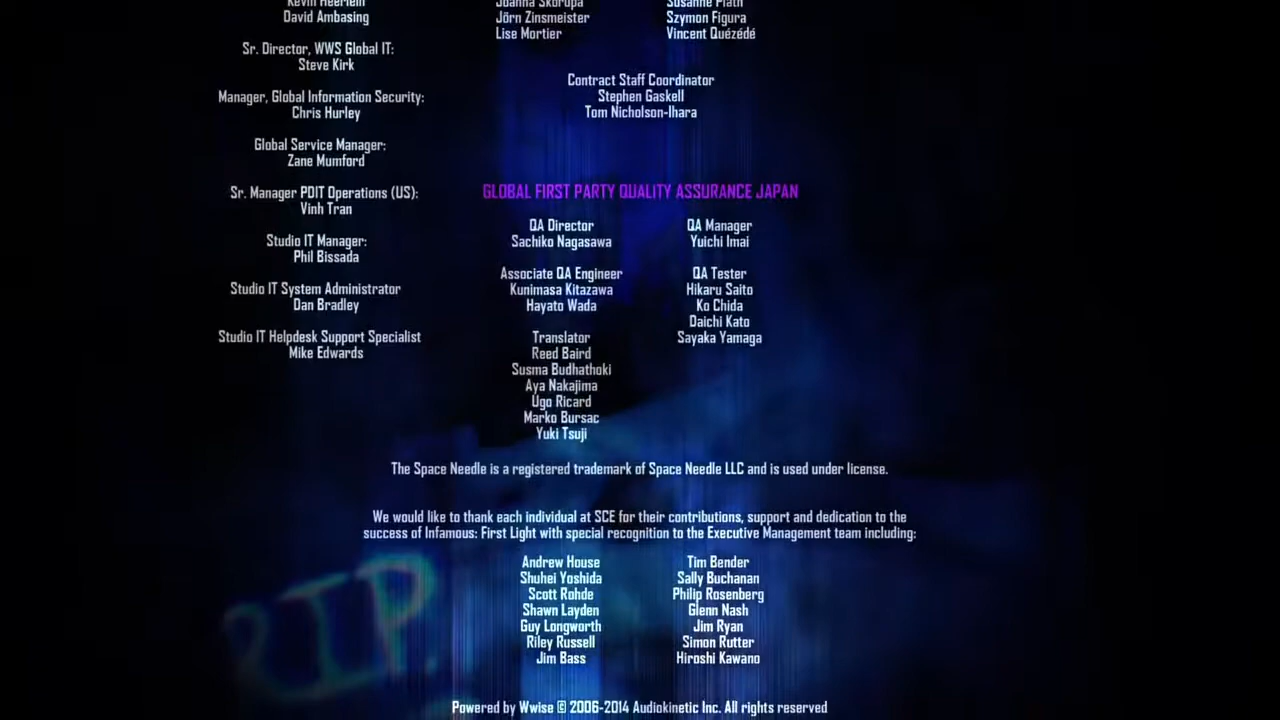 Kevin Heerlein
David Ambasing
Sr. Director, WWS Global IT:
Steve Kirk
Manager, Global Information Security:
Chris Hurley
Global Service Manager:
Zane Mumford
Sr. Manager PDIT Operations (US):
Vinh Tran
Studio IT Manager:
Phil Bissada
Studio IT System Administrator
Dan Bradley
Studio IT Helpdesk Support Specialist
Mike Edwards
Joanna Skorupa
Jörn Zinsmeister
Lise Mortier
Susanne Plath
Szymon Figura
Vincent Quézédé
Contract Staff Coordinator
Stephen Gaskell
Tom Nicholson-Ihara
GLOBAL FIRST PARTY QUALITY ASSURANCE JAPAN
QA Director
Sachiko Nagasawa
Associate QA Engineer
Kunimasa Kitazawa
Hayato Wada
Translator
Reed Baird
Susma Budhathoki
Aya Nakajima
Ugo Ricard
Marko Bursac
Yuki Tsuji
QA Manager
Yuichi Imai
QA Tester
Hikaru Saito
Ko Chida
Daichi Kato
Sayaka Yamaga
The Space Needle is a registered trademark of Space Needle LLC and is used under license.
We would like to thank each individual at SCE for their contributions, support and dedication to the
success of Infamous: First Light with special recognition to the Executive Management team including:
Andrew House
Shuhei Yoshida
Scott Rohde
Shawn Layden
Guy Longworth
Riley Russell
Jim Bass
Tim Bender
Sally Buchanan
Philip Rosenberg
Glenn Nash
Jim Ryan
Simon Rutter
Hiroshi Kawano
R.I.P.
Powered by Wwise © 2006-2014 Audiokinetic Inc. All rights reserved